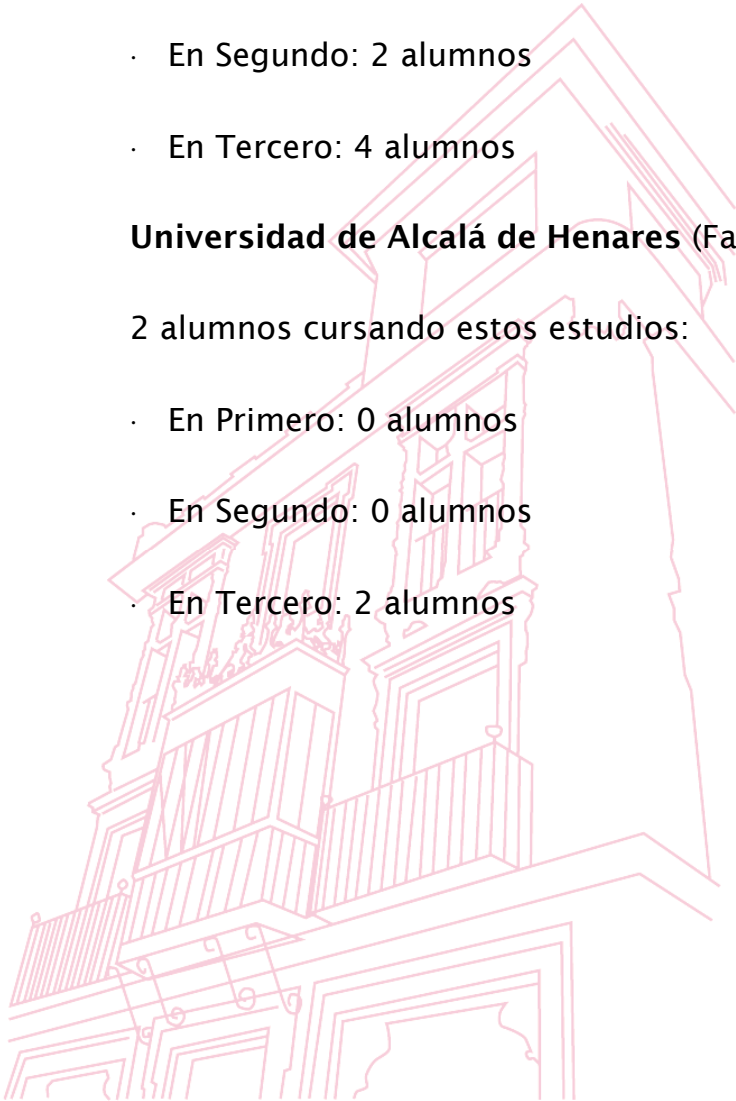 · En Segundo: 2 alumnos
· En Tercero: 4 alumnos
Universidad de Alcalá de Henares (Fa
2 alumnos cursando estos estudios:
· En Primero: 0 alumnos
· En Segundo: 0 alumnos
· En Tercero: 2 alumnos